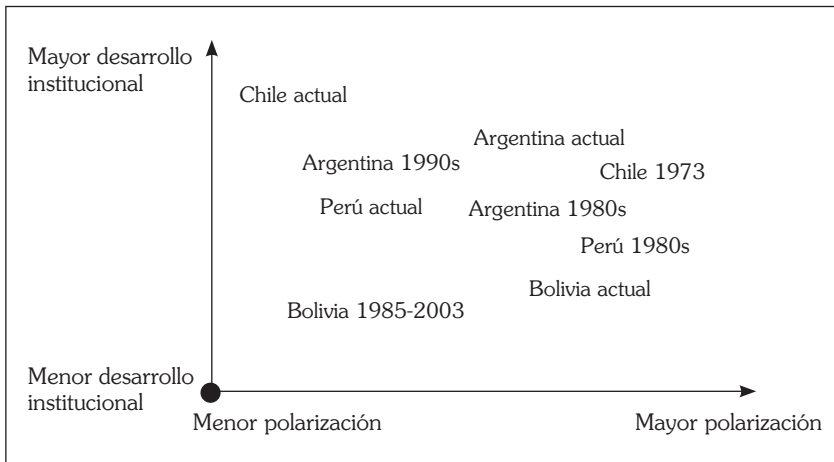 Mayor desarrollo
institucional
Chile actual
Argentina actual
Argentina 1990s
Chile 1973
Perú actual
Argentina 1980s
Perú 1980s
Bolivia actual
Bolivia 1985-2003
Menor desarrollo
institucional
Menor polarización
Mayor polarización